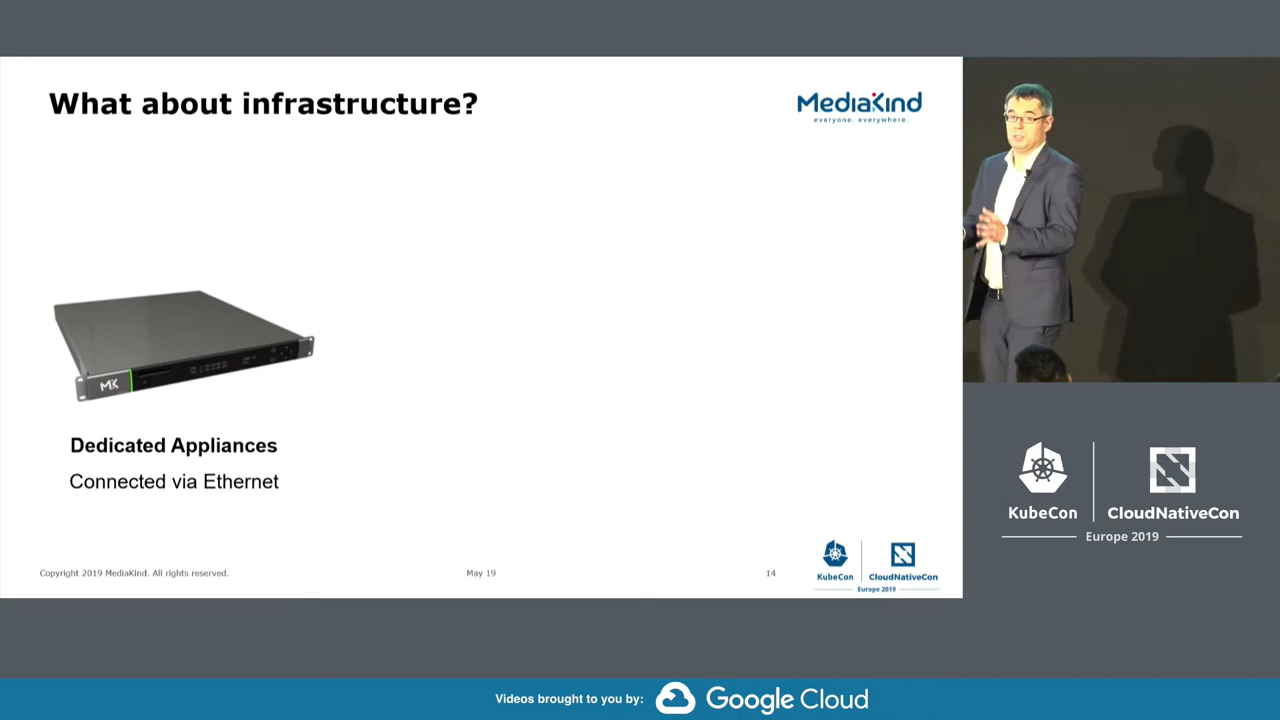 What about infrastructure?
MediaKind
everyone. everywhere.
MK
Dedicated Appliances
Connected via Ethernet
Copyright 2019 MediaKind. All rights reserved.
May 19
14
KubeCon
CloudNativeCon
Europe 2019
KubeCon
CloudNativeCon
Europe 2019
Videos brought to you by:
Google Cloud